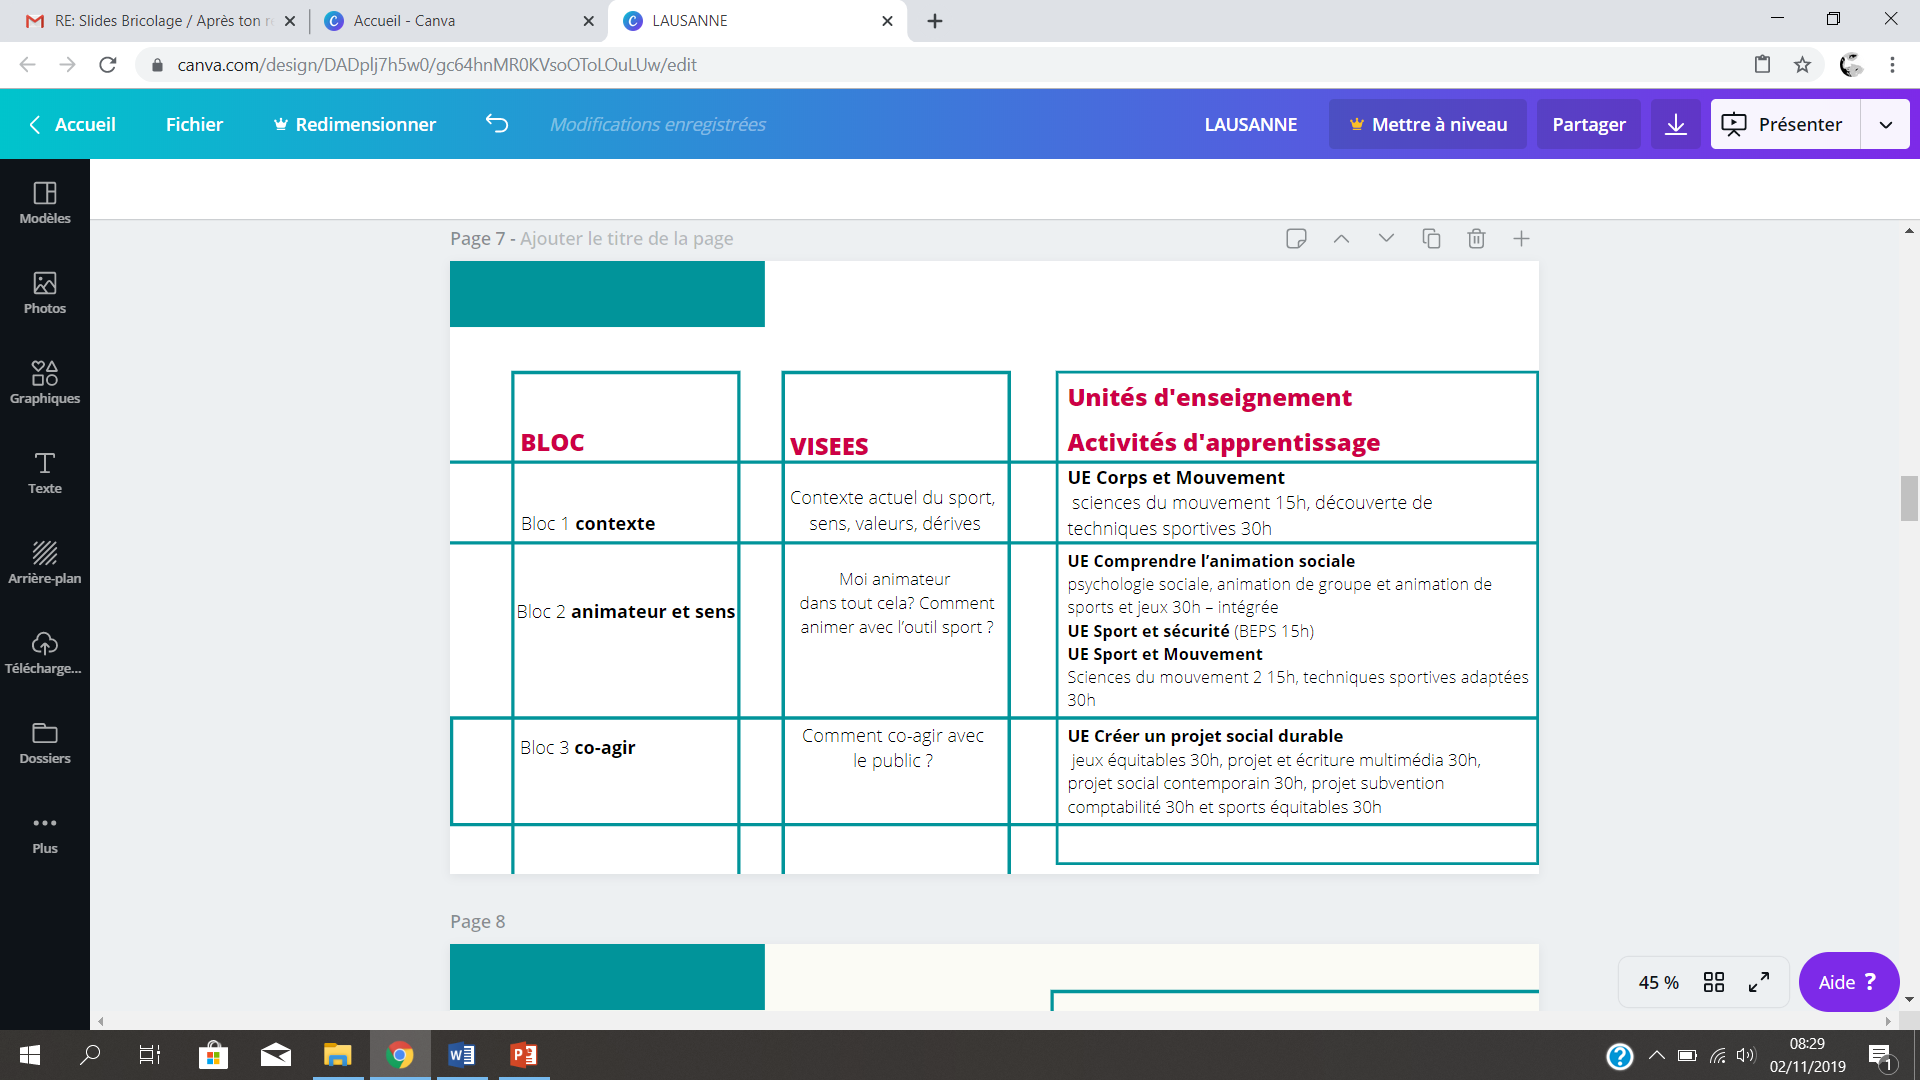 RE: Slides Bricolage / Après ton r
Accueil - Canva
LAUSANNE
canva.com/design/DADplj7h5w0/gc64hnMR0KVsoOToLOuLUw/edit
Accueil
Fichier
Redimensionner
Modifications enregistrées
LAUSANNE
Mettre à niveau
Partager
Présenter
Modèles
Photos
Graphiques
Texte
Arrière-plan
Télécharge...
Dossiers
Plus
Page 7 - Ajouter le titre de la page
BLOC
VISEES
Unités d'enseignement
Activités d'apprentissage
Bloc 1 contexte
Contexte actuel du sport,
sens, valeurs, dérives
UE Corps et Mouvement
sciences du mouvement 15h, découverte de
techniques sportives 30h
Bloc 2 animateur et sens
Moi animateur
dans tout cela? Comment
animer avec l’outil sport ?
UE Comprendre l’animation sociale
psychologie sociale, animation de groupe et animation de
sports et jeux 30h – intégrée
UE Sport et sécurité (BEPS 15h)
UE Sport et Mouvement
Sciences du mouvement 2 15h, techniques sportives adaptées
30h
Bloc 3 co-agir
Comment co-agir avec
le public ?
UE Créer un projet social durable
jeux équitables 30h, projet et écriture multimédia 30h,
projet social contemporain 30h, projet subvention
comptabilité 30h et sports équitables 30h
Page 8
45 %
Aide ?
08:29
02/11/2019
1